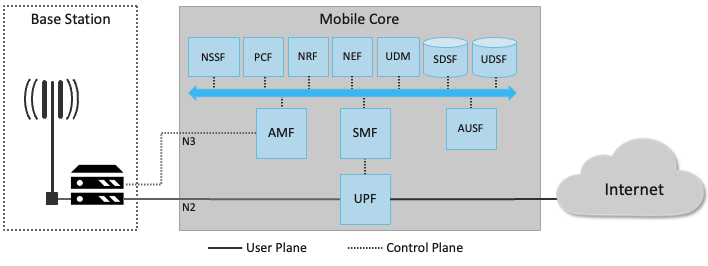 Base Station
Mobile Core
NSSF PCF NRF NEF UDM SDSF UDSF
AMF SMF AUSF
N3
UPF
N2
Internet
User Plane Control Plane